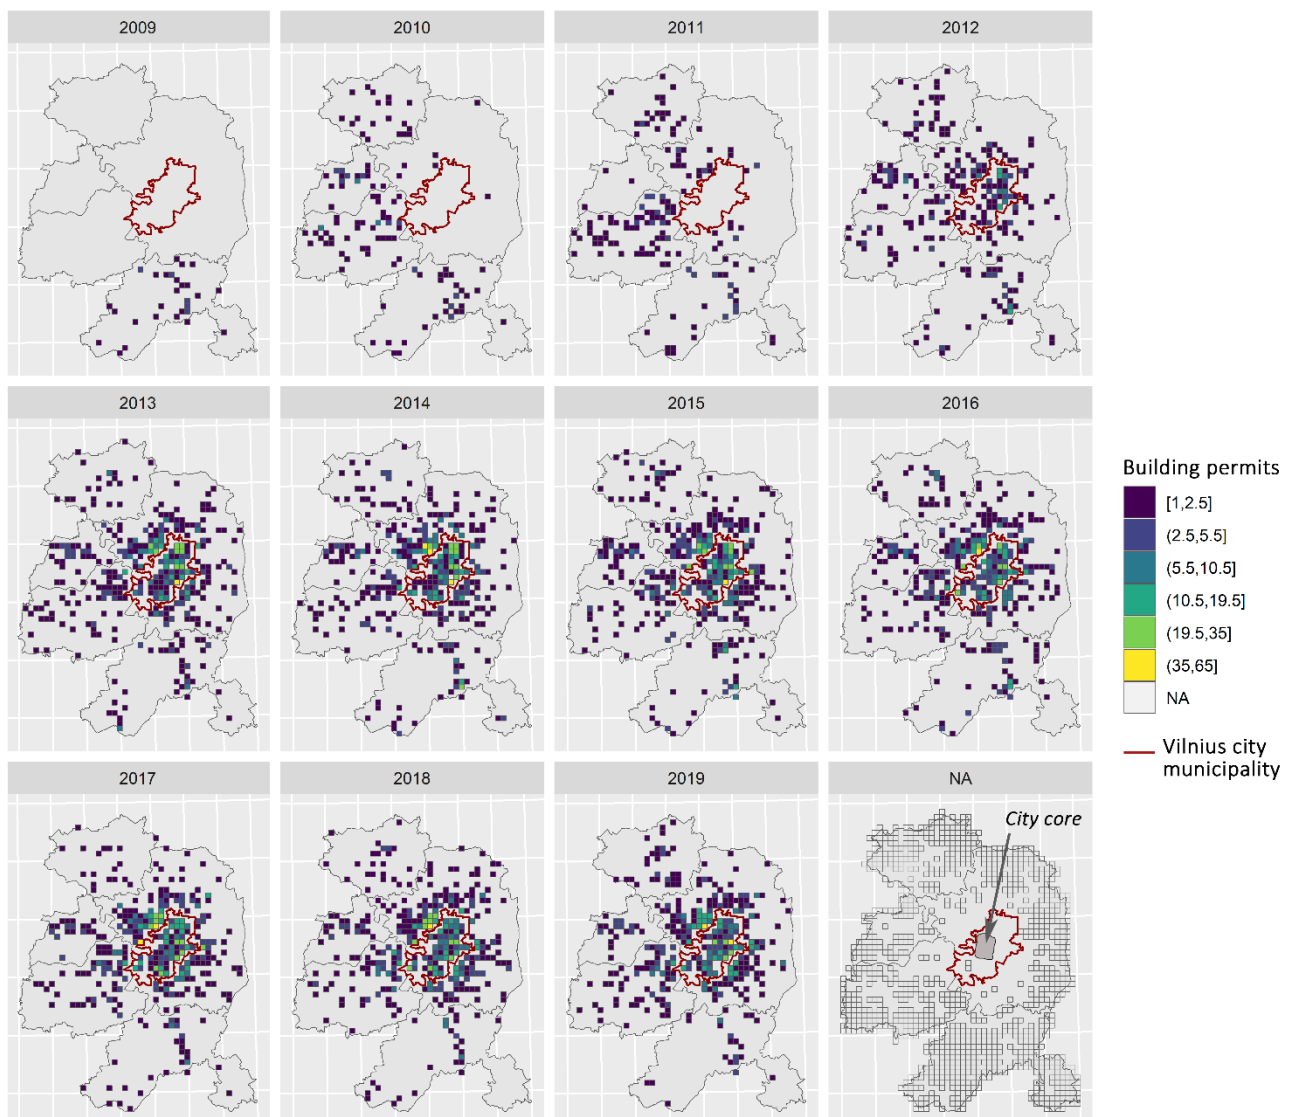 2009
2010
2011
2012
2013
2014
2015
2016
Building permits
[1,2.5]
(2.5,5.5]
(5.5,10.5]
(10.5,19.5]
(19.5,35]
(35,65]
NA
Vilnius city
municipality
2017
2018
2019
NA
City core